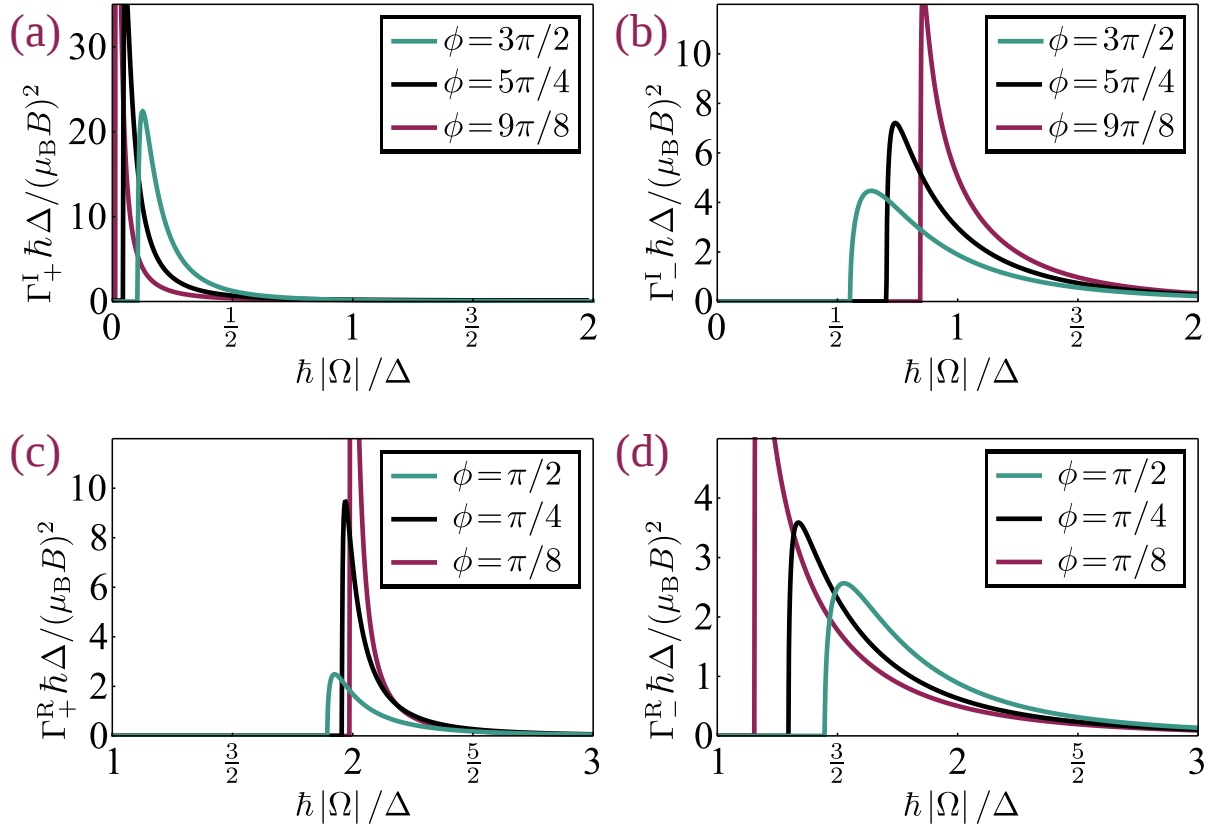 (a)
Γ₊ᴵ ℏΔ/(μ_B B)²
30
20
10
0
ϕ=3π/2
ϕ=5π/4
ϕ=9π/8
0 1/2 1 3/2 2
ℏ|Ω|/Δ
(b)
Γ₋ᴵ ℏΔ/(μ_B B)²
10
8
6
4
2
0
ϕ=3π/2
ϕ=5π/4
ϕ=9π/8
0 1/2 1 3/2 2
ℏ|Ω|/Δ
(c)
Γ₊ᴿ ℏΔ/(μ_B B)²
10
8
6
4
2
0
ϕ=π/2
ϕ=π/4
ϕ=π/8
1 3/2 2 5/2 3
ℏ|Ω|/Δ
(d)
Γ₋ᴿ ℏΔ/(μ_B B)²
4
3
2
1
0
ϕ=π/2
ϕ=π/4
ϕ=π/8
1 3/2 2 5/2 3
ℏ|Ω|/Δ